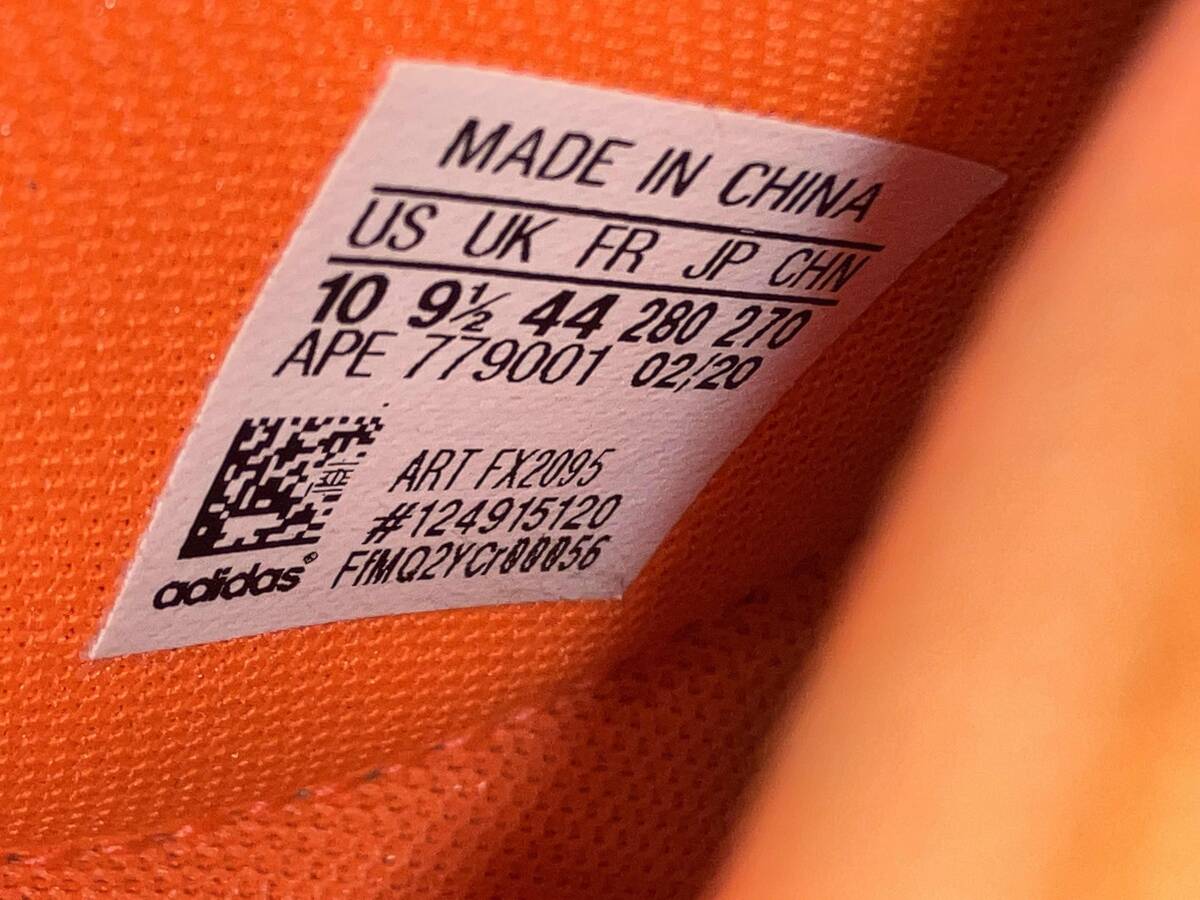 MADE IN CHINA
US UK FR JP CHN
10 9½ 44 280 270
APE 779001 02/20
ART FX2095
#124915120
FfMQ2YCr00056
adidas®